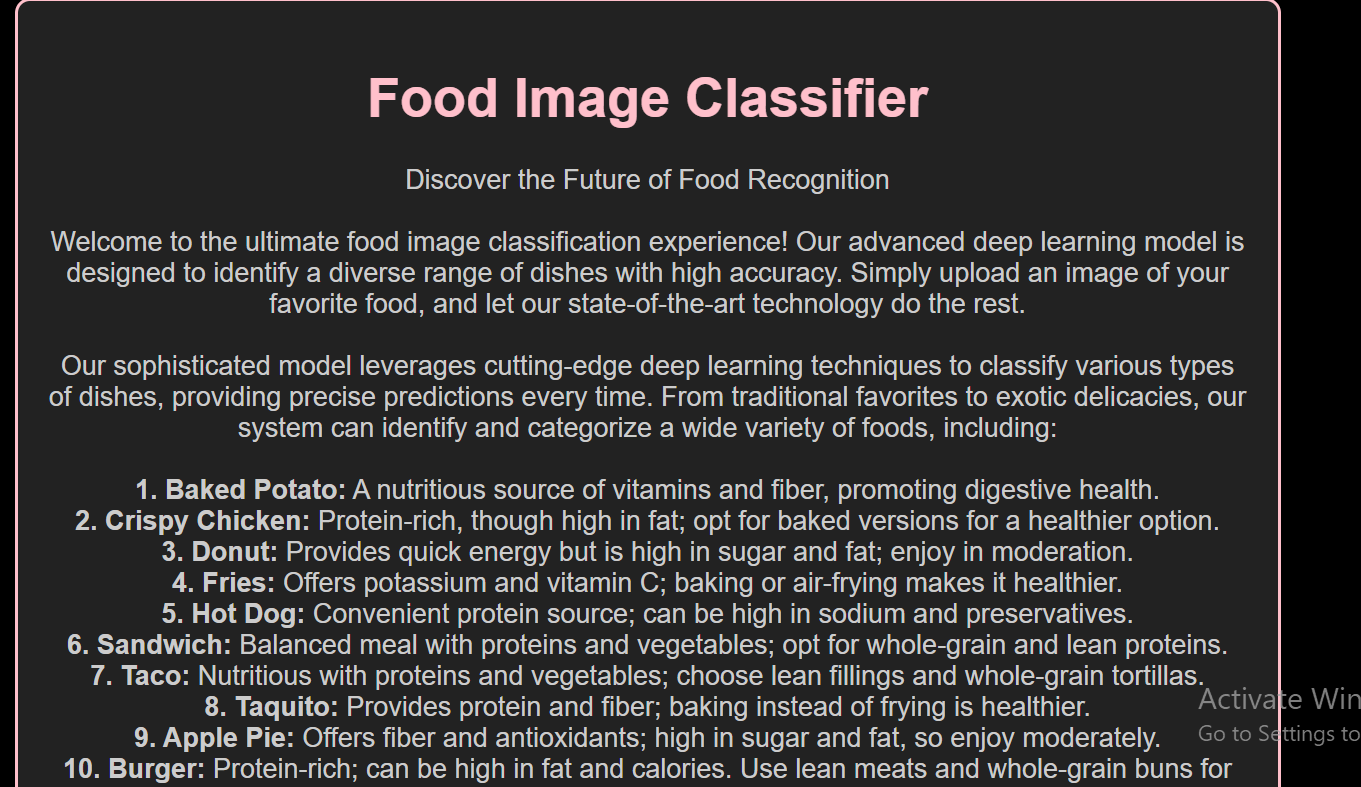 Food Image Classifier
Discover the Future of Food Recognition
Welcome to the ultimate food image classification experience! Our advanced deep learning model is
designed to identify a diverse range of dishes with high accuracy. Simply upload an image of your
favorite food, and let our state-of-the-art technology do the rest.
Our sophisticated model leverages cutting-edge deep learning techniques to classify various types
of dishes, providing precise predictions every time. From traditional favorites to exotic delicacies, our
system can identify and categorize a wide variety of foods, including:
1. Baked Potato: A nutritious source of vitamins and fiber, promoting digestive health.
2. Crispy Chicken: Protein-rich, though high in fat; opt for baked versions for a healthier option.
3. Donut: Provides quick energy but is high in sugar and fat; enjoy in moderation.
4. Fries: Offers potassium and vitamin C; baking or air-frying makes it healthier.
5. Hot Dog: Convenient protein source; can be high in sodium and preservatives.
6. Sandwich: Balanced meal with proteins and vegetables; opt for whole-grain and lean proteins.
7. Taco: Nutritious with proteins and vegetables; choose lean fillings and whole-grain tortillas.
8. Taquito: Provides protein and fiber; baking instead of frying is healthier.
9. Apple Pie: Offers fiber and antioxidants; high in sugar and fat, so enjoy moderately.
10. Burger: Protein-rich; can be high in fat and calories. Use lean meats and whole-grain buns for
Activate Win
Go to Settings to